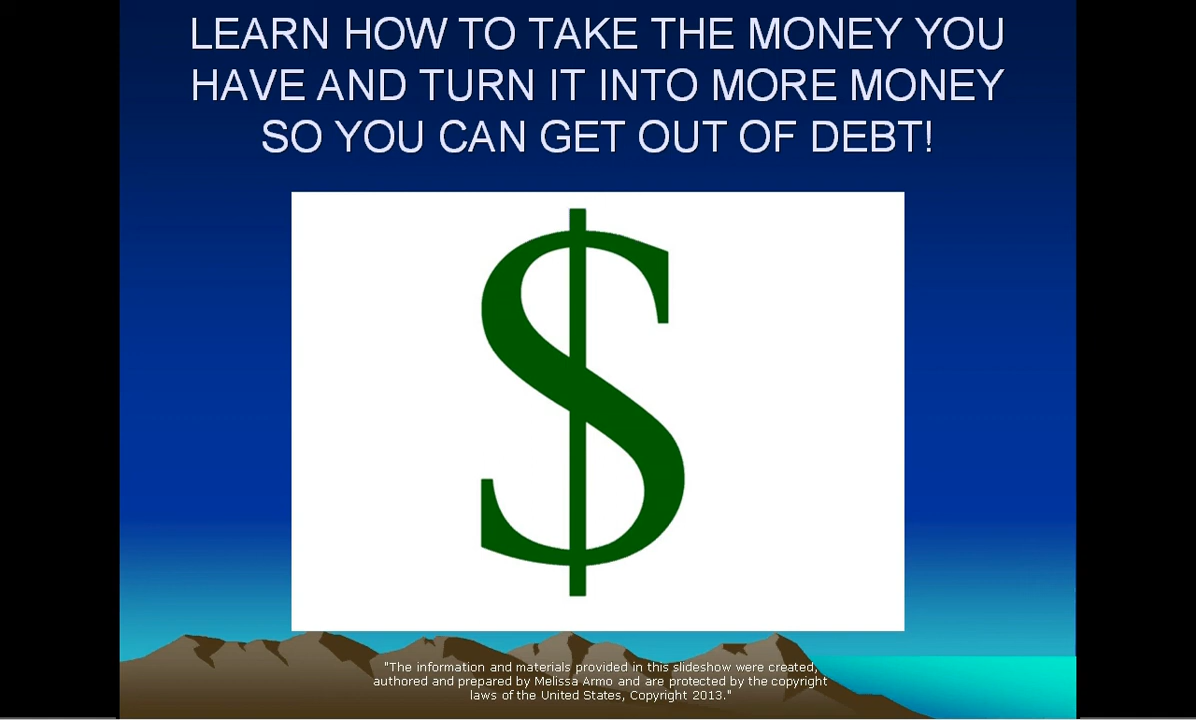 LEARN HOW TO TAKE THE MONEY YOU
HAVE AND TURN IT INTO MORE MONEY
SO YOU CAN GET OUT OF DEBT!
$
"The information and materials provided in this slideshow were created,
authored and prepared by Melissa Armo and are protected by the copyright
laws of the United States, Copyright 2013."